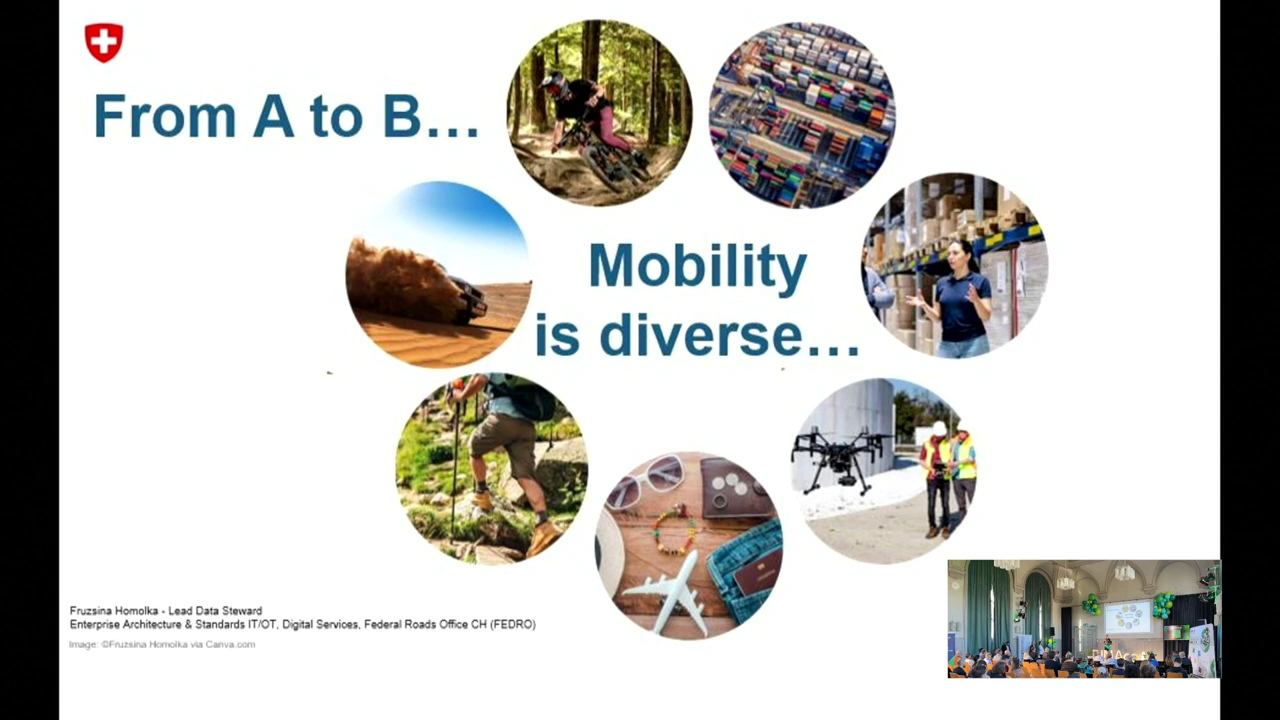 From A to B...
Mobility
is diverse...
Fruzsina Homolka - Lead Data Steward
Enterprise Architecture & Standards IT/OT, Digital Services, Federal Roads Office CH (FEDRO)
Image: ©Fruzsina Homolka via Canva.com